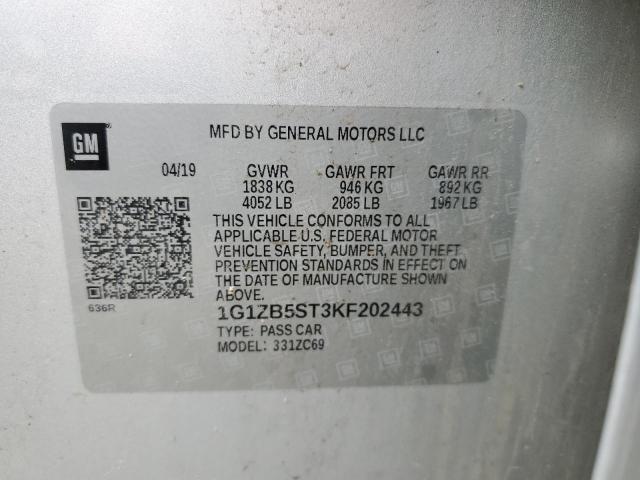 GM
MFD BY GENERAL MOTORS LLC
04/19 GVWR GAWR FRT GAWR RR
1838 KG 946 KG 892 KG
4052 LB 2085 LB 1967 LB
THIS VEHICLE CONFORMS TO ALL
APPLICABLE U.S. FEDERAL MOTOR
VEHICLE SAFETY, BUMPER, AND THEFT
PREVENTION STANDARDS IN EFFECT ON
THE DATE OF MANUFACTURE SHOWN
ABOVE.
636R
1G1ZB5ST3KF202443
TYPE: PASS CAR
MODEL: 331ZC69